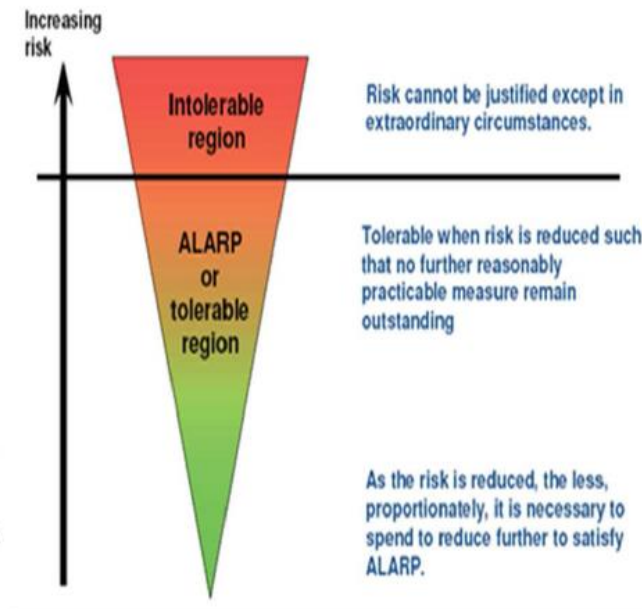 Increasing
risk
Intolerable
region
Risk cannot be justified except in
extraordinary circumstances.
ALARP
or
tolerable
region
Tolerable when risk is reduced such
that no further reasonably
practicable measure remain
outstanding
As the risk is reduced, the less,
proportionately, it is necessary to
spend to reduce further to satisfy
ALARP.